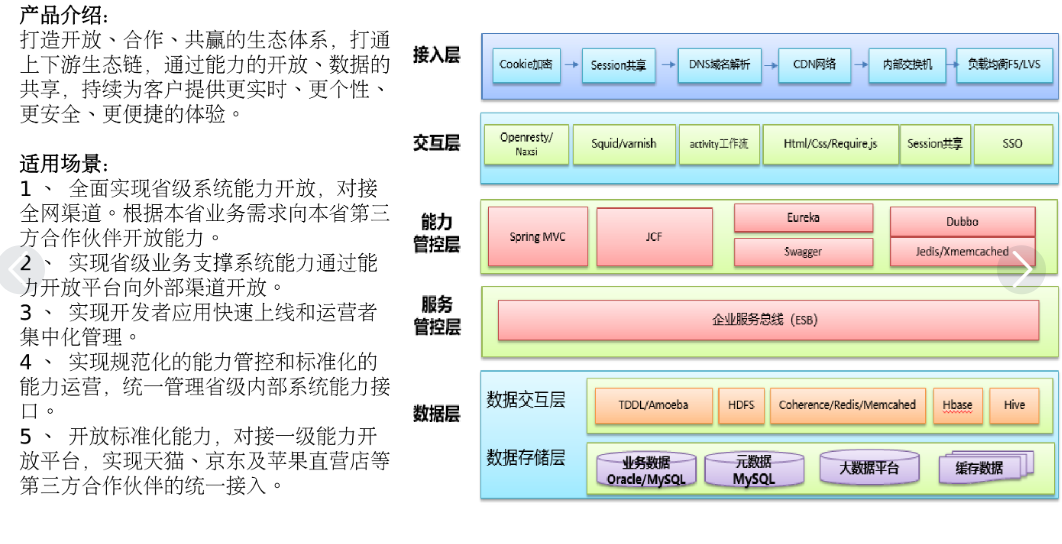 产品介绍:
打造开放、合作、共赢的生态体系，打通
上下游生态链，通过能力的开放、数据的
共享，持续为客户提供更实时、更个性、
更安全、更便捷的体验。
适用场景:
1 、 全面实现省级系统能力开放，对接
全网渠道。根据本省业务需求向本省第三
方合作伙伴开放能力。
2 、 实现省级业务支撑系统能力通过能
力开放平台向外部渠道开放。
3 、 实现开发者应用快速上线和运营者
集中化管理。
4 、 实现规范化的能力管控和标准化的
能力运营，统一管理省级内部系统能力接
口。
5 、 开放标准化能力，对接一级能力开
放平台，实现天猫、京东及苹果直营店等
第三方合作伙伴的统一接入。
接入层
Cookie加密
Session共享
DNS域名解析
CDN网络
内部交换机
负载均衡F5/LVS
交互层
Openresty/
Naxsi
Squid/varnish
activity工作流
Html/Css/Require.js
Session共享
SSO
能力
管控层
Spring MVC
JCF
Eureka
Swagger
Dubbo
Jedis/Xmemcached
服务
管控层
企业服务总线（ESB）
数据层
数据交互层
TDDL/Amoeba
HDFS
Coherence/Redis/Memcahed
Hbase
Hive
数据存储层
业务数据
Oracle/MySQL
元数据
MySQL
大数据平台
缓存数据